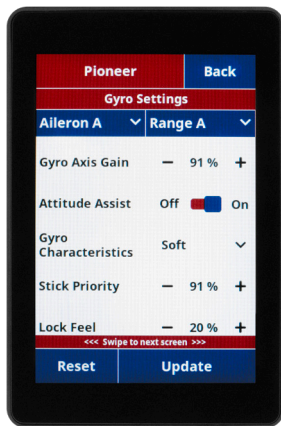 Pioneer Back
Gyro Settings
Aileron A Range A
Gyro Axis Gain − 91 % +
Attitude Assist Off On
Gyro
Characteristics Soft
Stick Priority − 91 % +
Lock Feel − 20 % +
<<< Swipe to next screen >>>
Reset Update